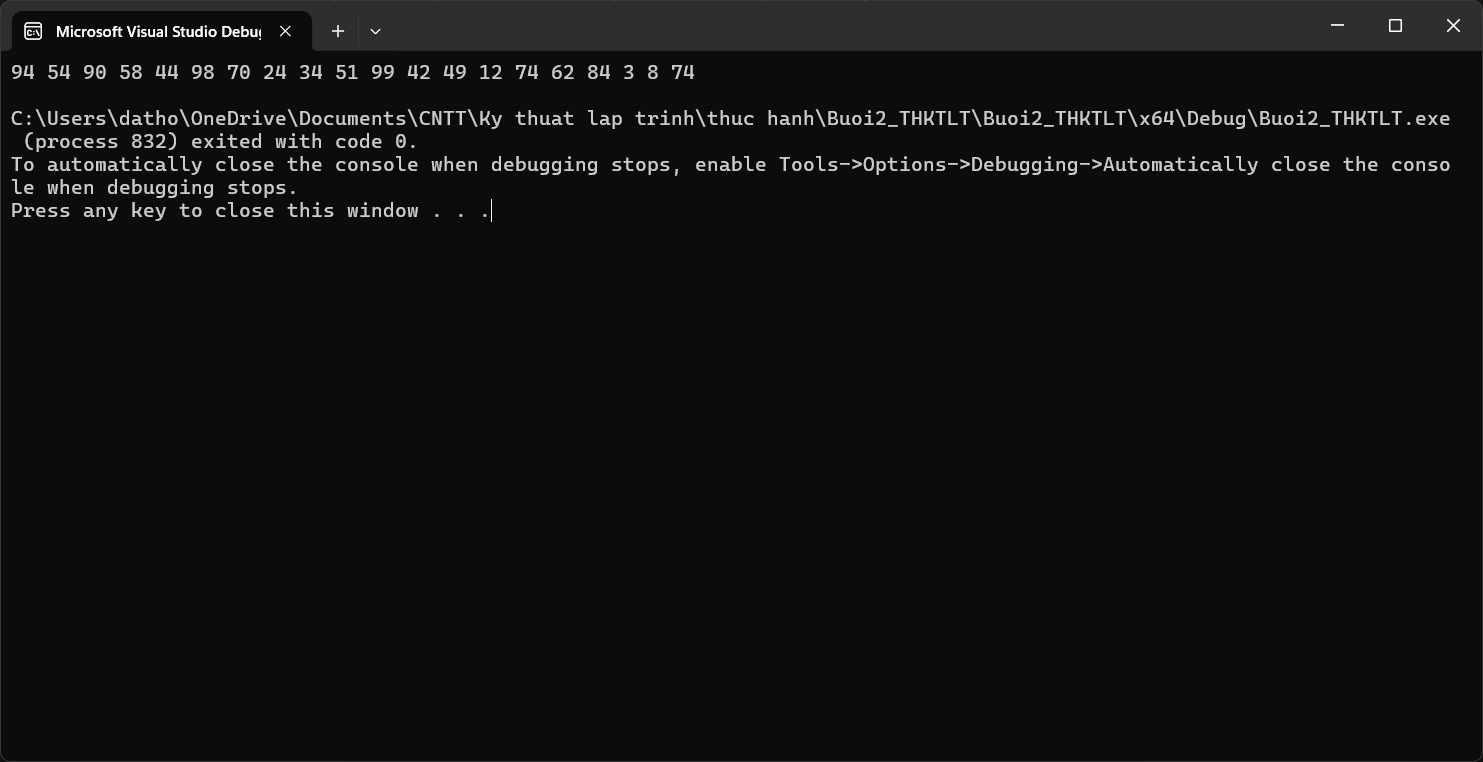 Microsoft Visual Studio Debu
94 54 90 58 44 98 70 24 34 51 99 42 49 12 74 62 84 3 8 74
C:\Users\datho\OneDrive\Documents\CNTT\Ky thuat lap trinh\thuc hanh\Buoi2_THKTLT\Buoi2_THKTLT\x64\Debug\Buoi2_THKTLT.exe
(process 832) exited with code 0.
To automatically close the console when debugging stops, enable Tools->Options->Debugging->Automatically close the conso
le when debugging stops.
Press any key to close this window . . .